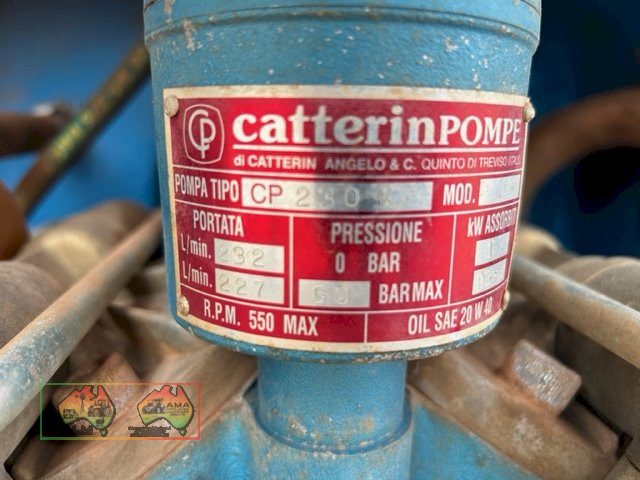 CP
catterinPOMPE
di CATTERIN ANGELO & C. QUINTO DI TREVISO ITALY
POMPA TIPO CP 230 MOD.
PORTATA
L/min. 232
L/min. 227
PRESSIONE
0 BAR
50 BAR MAX
kW ASSORBITI
R.P.M. 550 MAX
OIL SAE 20 W 40
AMA